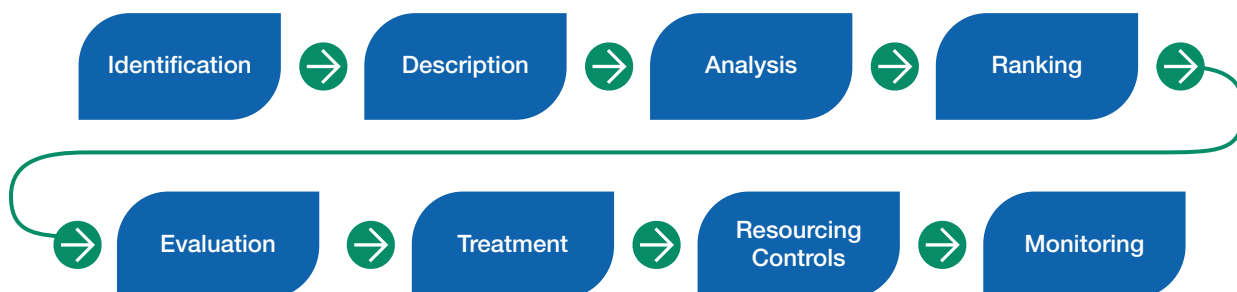 Identification
Description
Analysis
Ranking
Evaluation
Treatment
Resourcing
Controls
Monitoring